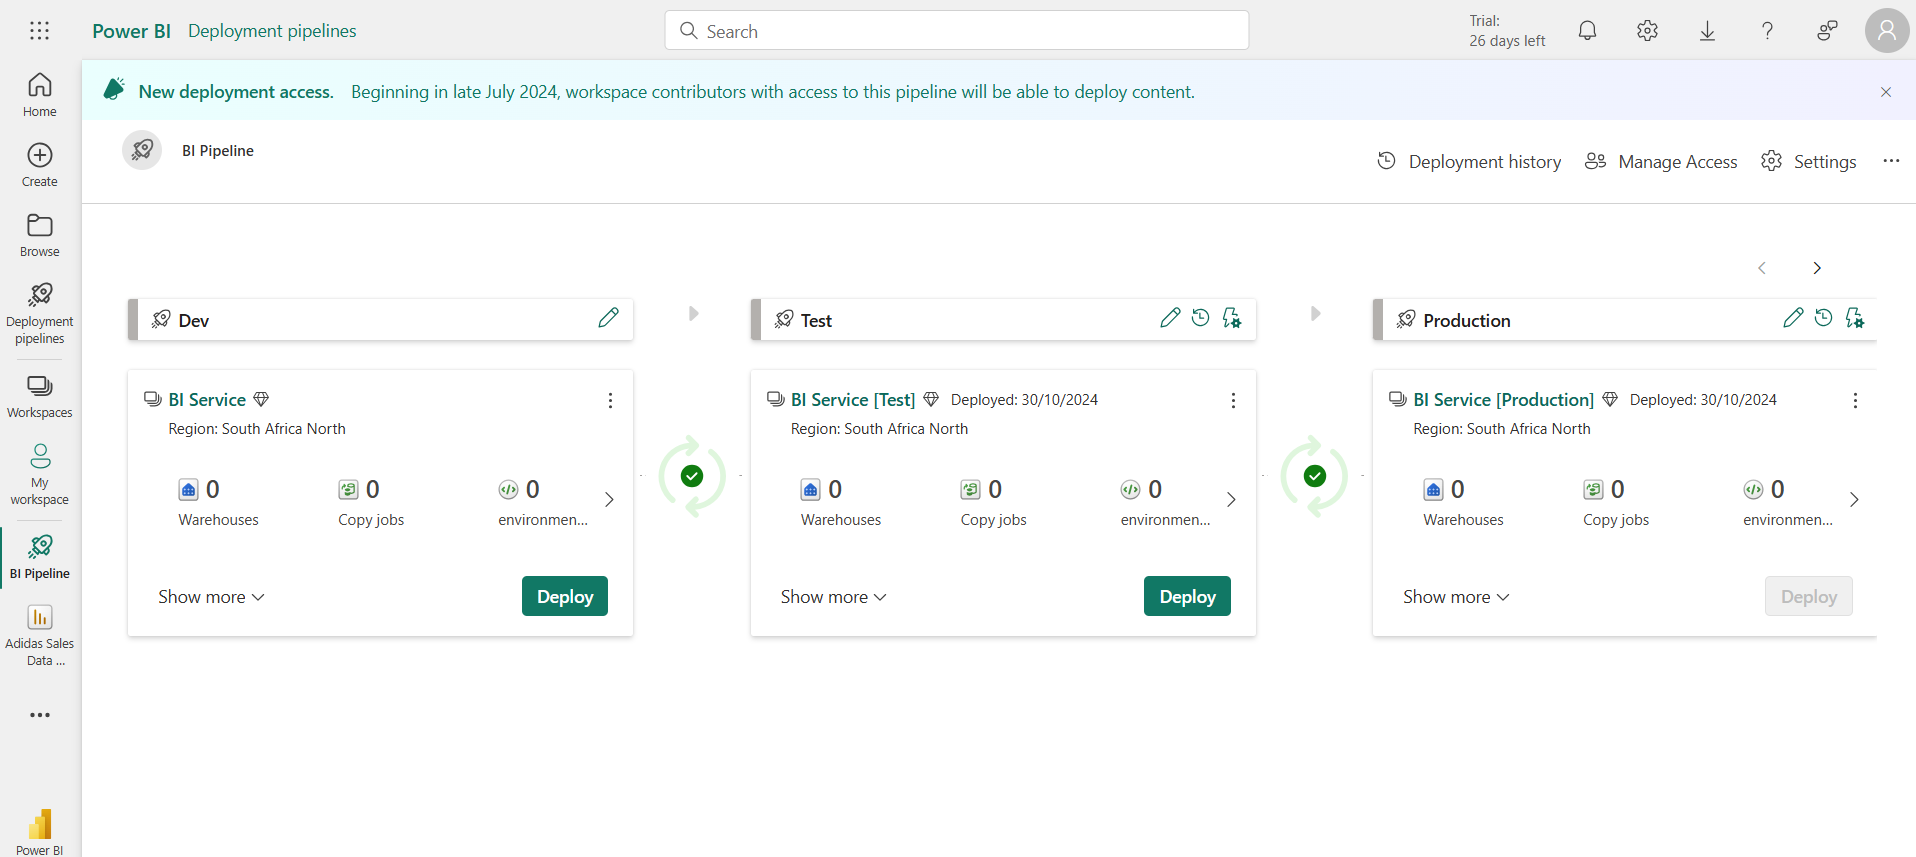 Power BI Deployment pipelines
Search
Trial:
26 days left
Home
Create
Browse
Deployment
pipelines
Workspaces
My
workspace
BI Pipeline
Adidas Sales
Data ...
Power BI
New deployment access. Beginning in late July 2024, workspace contributors with access to this pipeline will be able to deploy content.
BI Pipeline
Deployment history
Manage Access
Settings
Dev
BI Service
Region: South Africa North
0 0 0
Warehouses Copy jobs environmen...
Show more Deploy
Test
BI Service [Test] Deployed: 30/10/2024
Region: South Africa North
0 0 0
Warehouses Copy jobs environmen...
Show more Deploy
Production
BI Service [Production] Deployed: 30/10/2024
Region: South Africa North
0 0 0
Warehouses Copy jobs environmen...
Show more Deploy